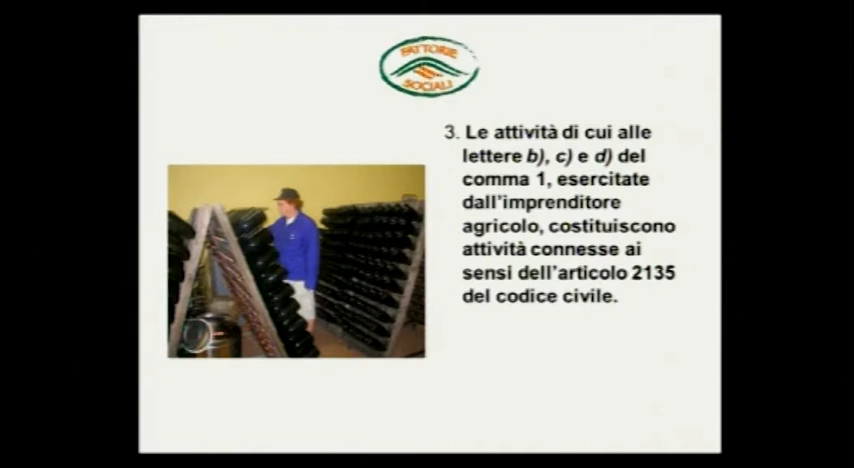 FATTORIE
SOCIALI
3. Le attività di cui alle
lettere b), c) e d) del
comma 1, esercitate
dall'imprenditore
agricolo, costituiscono
attività connesse ai
sensi dell'articolo 2135
del codice civile.